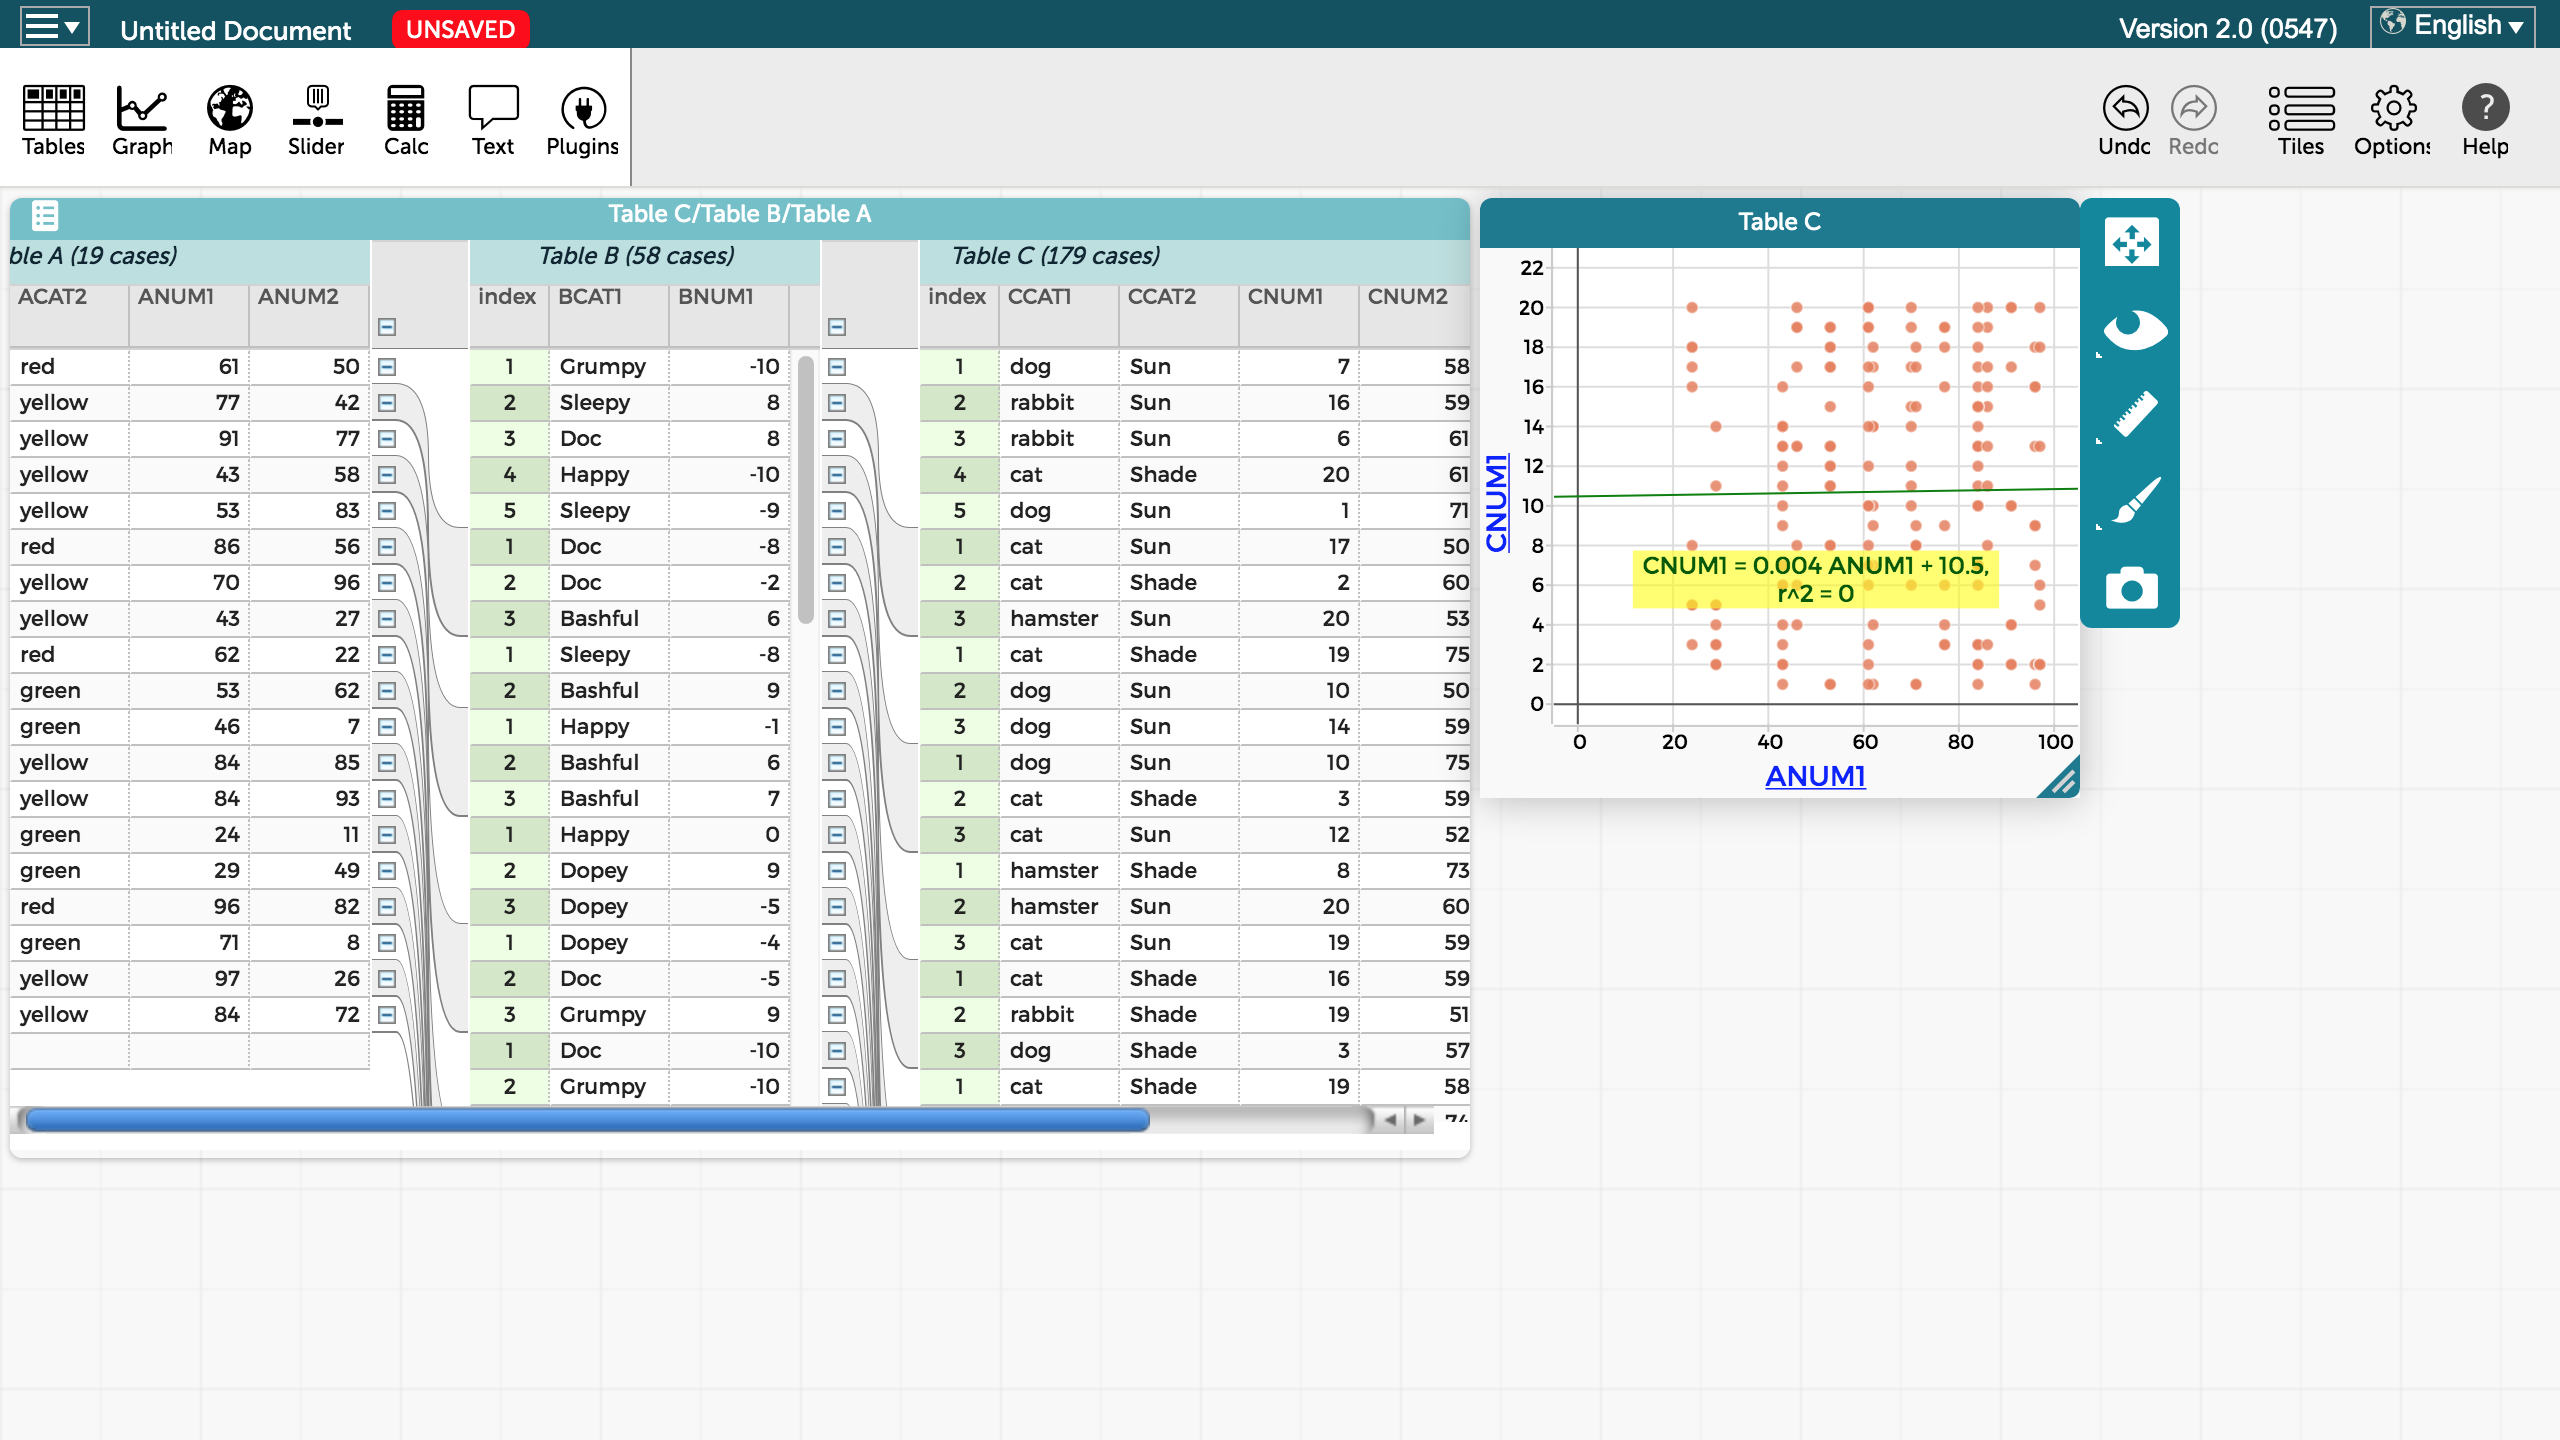 Untitled Document UNSAVED Version 2.0 (0547) English
Tables Graph Map Slider Calc Text Plugins Undo Redo Tiles Options ? Help
Table C/Table B/Table A
ble A (19 cases) Table B (58 cases) Table C (179 cases)
ACAT2 ANUM1 ANUM2 index BCAT1 BNUM1 index CCAT1 CCAT2 CNUM1 CNUM2
red 61 50 1 Grumpy -10 1 dog Sun 7 58
yellow 77 42 2 Sleepy 8 2 rabbit Sun 16 59
yellow 91 77 3 Doc 8 3 rabbit Sun 6 61
yellow 43 58 4 Happy -10 4 cat Shade 20 61
yellow 53 83 5 Sleepy -9 5 dog Sun 1 71
red 86 56 1 Doc -8 1 cat Sun 17 50
yellow 70 96 2 Doc -2 2 cat Shade 2 60
yellow 43 27 3 Bashful 6 3 hamster Sun 20 53
red 62 22 1 Sleepy -8 1 cat Shade 19 75
green 53 62 2 Bashful 9 2 dog Sun 10 50
green 46 7 1 Happy -1 3 dog Sun 14 59
yellow 84 85 2 Bashful 6 1 dog Sun 10 75
yellow 84 93 3 Bashful 7 2 cat Shade 3 59
green 24 11 1 Happy 0 3 cat Sun 12 52
green 29 49 2 Dopey 9 1 hamster Shade 8 73
red 96 82 3 Dopey -5 2 hamster Sun 20 60
green 71 8 1 Dopey -4 3 cat Sun 19 59
yellow 97 26 2 Doc -5 1 cat Shade 16 59
yellow 84 72 3 Grumpy 9 2 rabbit Shade 19 51
1 Doc -10 3 dog Shade 3 57
2 Grumpy -10 1 cat Shade 19 58
74
Table C
22
20
18
16
14
12
10
8
6
4
2
0
CNUM1
CNUM1 = 0.004 ANUM1 + 10.5,
r^2 = 0
0 20 40 60 80 100
ANUM1